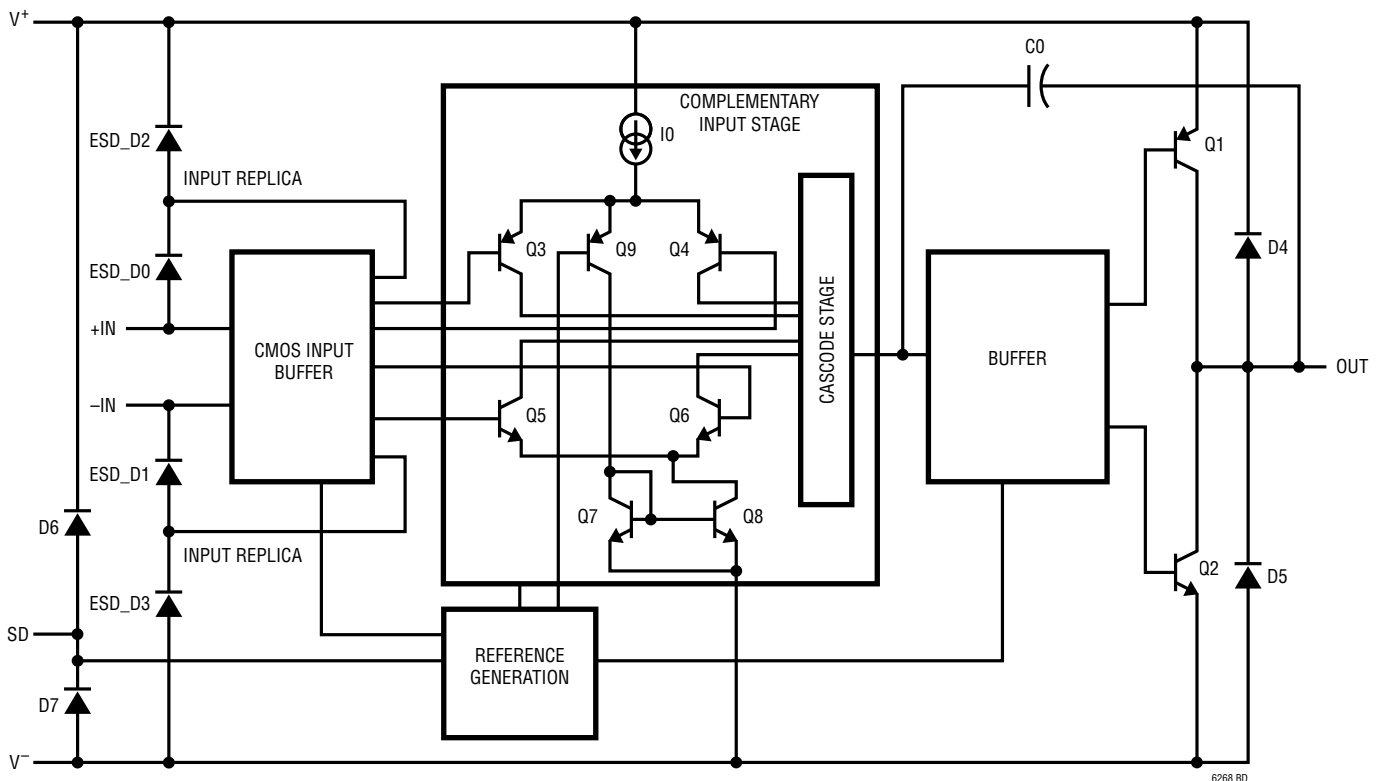 V+
C0
COMPLEMENTARY
INPUT STAGE
I0
ESD_D2
Q1
INPUT REPLICA
Q3
Q9
Q4
D4
ESD_D0
+IN
CMOS INPUT
BUFFER
CASCODE STAGE
BUFFER
OUT
–IN
Q5
Q6
ESD_D1
D6
Q7
Q8
INPUT REPLICA
Q2
D5
ESD_D3
SD
REFERENCE
GENERATION
D7
V–
6268 BD